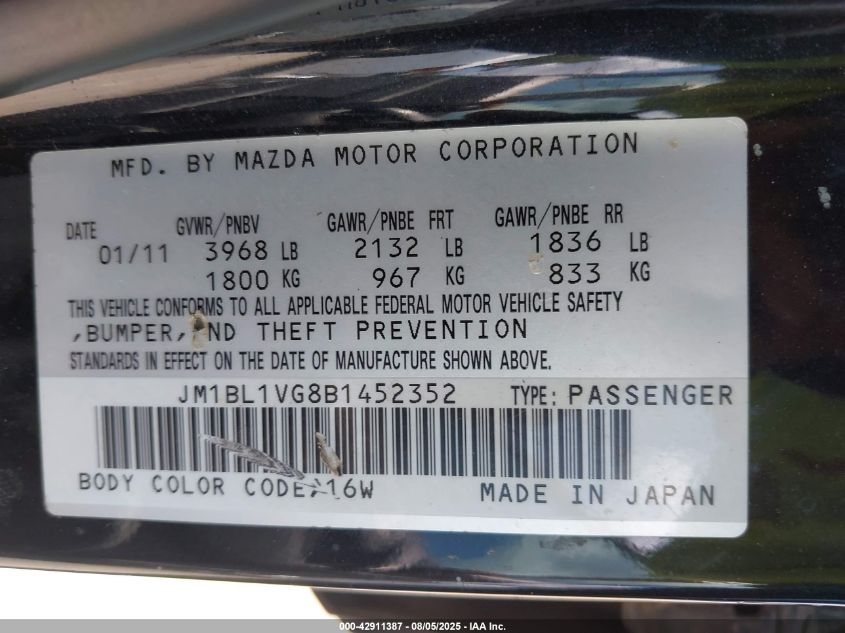 MFD. BY MAZDA MOTOR CORPORATION
DATE GVWR/PNBV GAWR/PNBE FRT GAWR/PNBE RR
01/11 3968 LB 2132 LB 1836 LB
1800 KG 967 KG 833 KG
THIS VEHICLE CONFORMS TO ALL APPLICABLE FEDERAL MOTOR VEHICLE SAFETY
,BUMPER, AND THEFT PREVENTION
STANDARDS IN EFFECT ON THE DATE OF MANUFACTURE SHOWN ABOVE.
JM1BL1VG8B1452352 TYPE: PASSENGER
BODY COLOR CODE: 16W MADE IN JAPAN
000-42911387 - 08/05/2025 - IAA Inc.